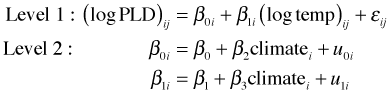 Level 1: (log PLD)ᵢⱼ = β₀ᵢ + β₁ᵢ(log temp)ᵢⱼ + εᵢⱼ
Level 2: β₀ᵢ = β₀ + β₂climateᵢ + u₀ᵢ
β₁ᵢ = β₁ + β₃climateᵢ + u₁ᵢ